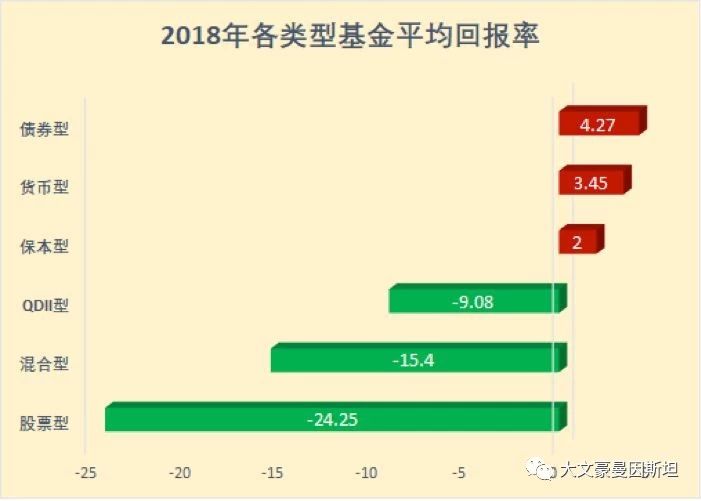 2018年各类型基金平均回报率
债券型
4.27
货币型
3.45
保本型
2
QDII型
-9.08
混合型
-15.4
股票型
-24.25
-25 -20 -15 -10 -5 0
大文豪曼因斯坦